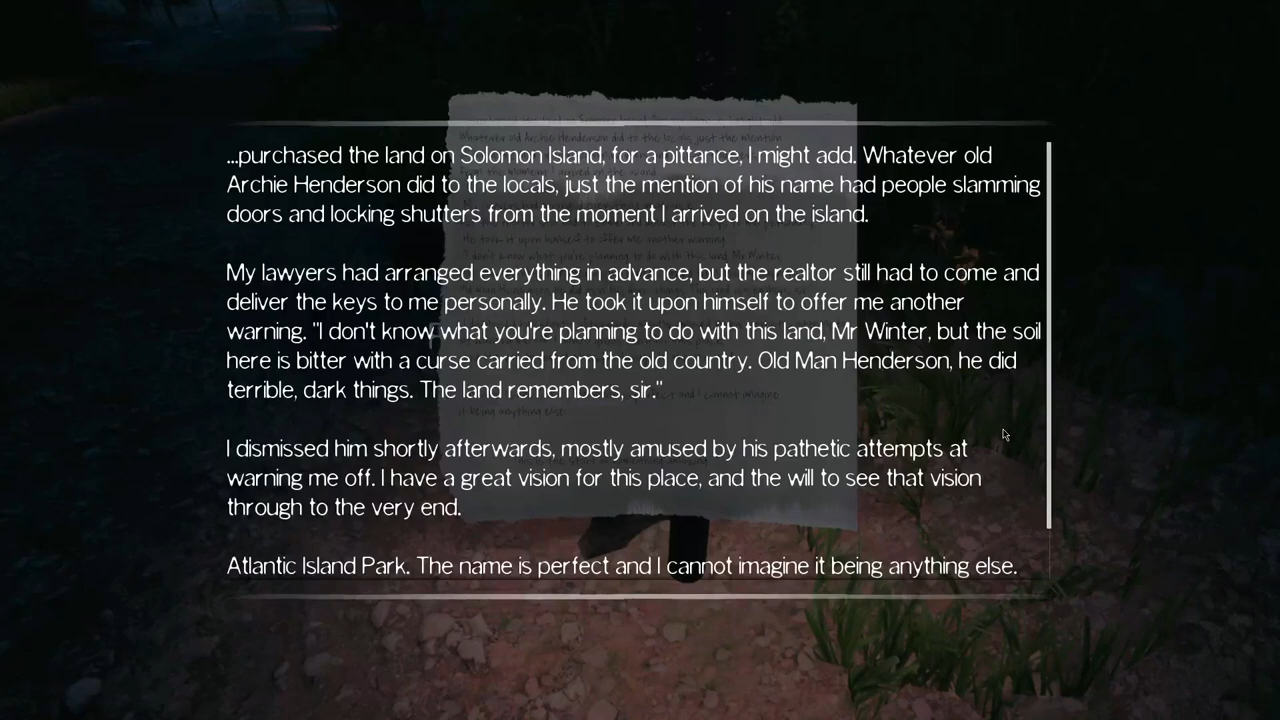 ...purchased the land on Solomon Island, for a pittance, I might add. Whatever old
Archie Henderson did to the locals, just the mention of his name had people slamming
doors and locking shutters from the moment I arrived on the island.
My lawyers had arranged everything in advance, but the realtor still had to come and
deliver the keys to me personally. He took it upon himself to offer me another
warning. "I don't know what you're planning to do with this land, Mr Winter, but the soil
here is bitter with a curse carried from the old country. Old Man Henderson, he did
terrible, dark things. The land remembers, sir."
I dismissed him shortly afterwards, mostly amused by his pathetic attempts at
warning me off. I have a great vision for this place, and the will to see that vision
through to the very end.
Atlantic Island Park. The name is perfect and I cannot imagine it being anything else.